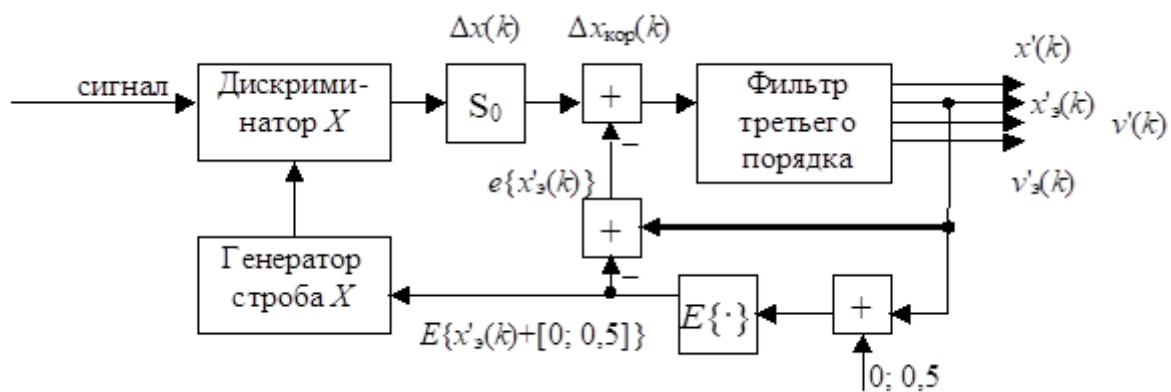 Δx(k)
Δxкор(k)
x'(k)
сигнал
Дискрими-
натор X
S₀
+
Фильтр
третьего
порядка
x'э(k)
v'(k)
–
e{x'э(k)}
v'э(k)
+
Генератор
строба X
–
E{·}
+
E{x'э(k)+[0; 0,5]}
0; 0,5